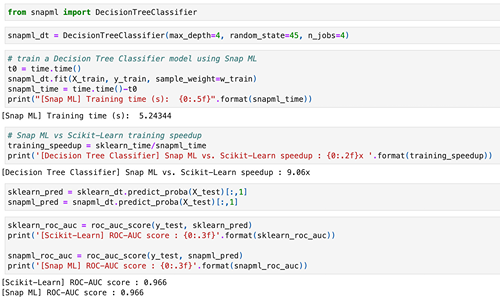 from snapml import DecisionTreeClassifier
snapml_dt = DecisionTreeClassifier(max_depth=4, random_state=45, n_jobs=4)
# train a Decision Tree Classifier model using Snap ML
t0 = time.time()
snapml_dt.fit(X_train, y_train, sample_weight=w_train)
snapml_time = time.time()-t0
print("[Snap ML] Training time (s):  {0:.5f}".format(snapml_time))
[Snap ML] Training time (s):  5.24344
# Snap ML vs Scikit-Learn training speedup
training_speedup = sklearn_time/snapml_time
print('[Decision Tree Classifier] Snap ML vs. Scikit-Learn speedup : {0:.2f}x '.format(training_speedup))
[Decision Tree Classifier] Snap ML vs. Scikit-Learn speedup : 9.06x
sklearn_pred = sklearn_dt.predict_proba(X_test)[:,1]
snapml_pred = snapml_dt.predict_proba(X_test)[:,1]
sklearn_roc_auc = roc_auc_score(y_test, sklearn_pred)
print('[Scikit-Learn] ROC-AUC score : {0:.3f}'.format(sklearn_roc_auc))
snapml_roc_auc = roc_auc_score(y_test, snapml_pred)
print('[Snap ML] ROC-AUC score : {0:.3f}'.format(snapml_roc_auc))
[Scikit-Learn] ROC-AUC score : 0.966
[Snap ML] ROC-AUC score : 0.966